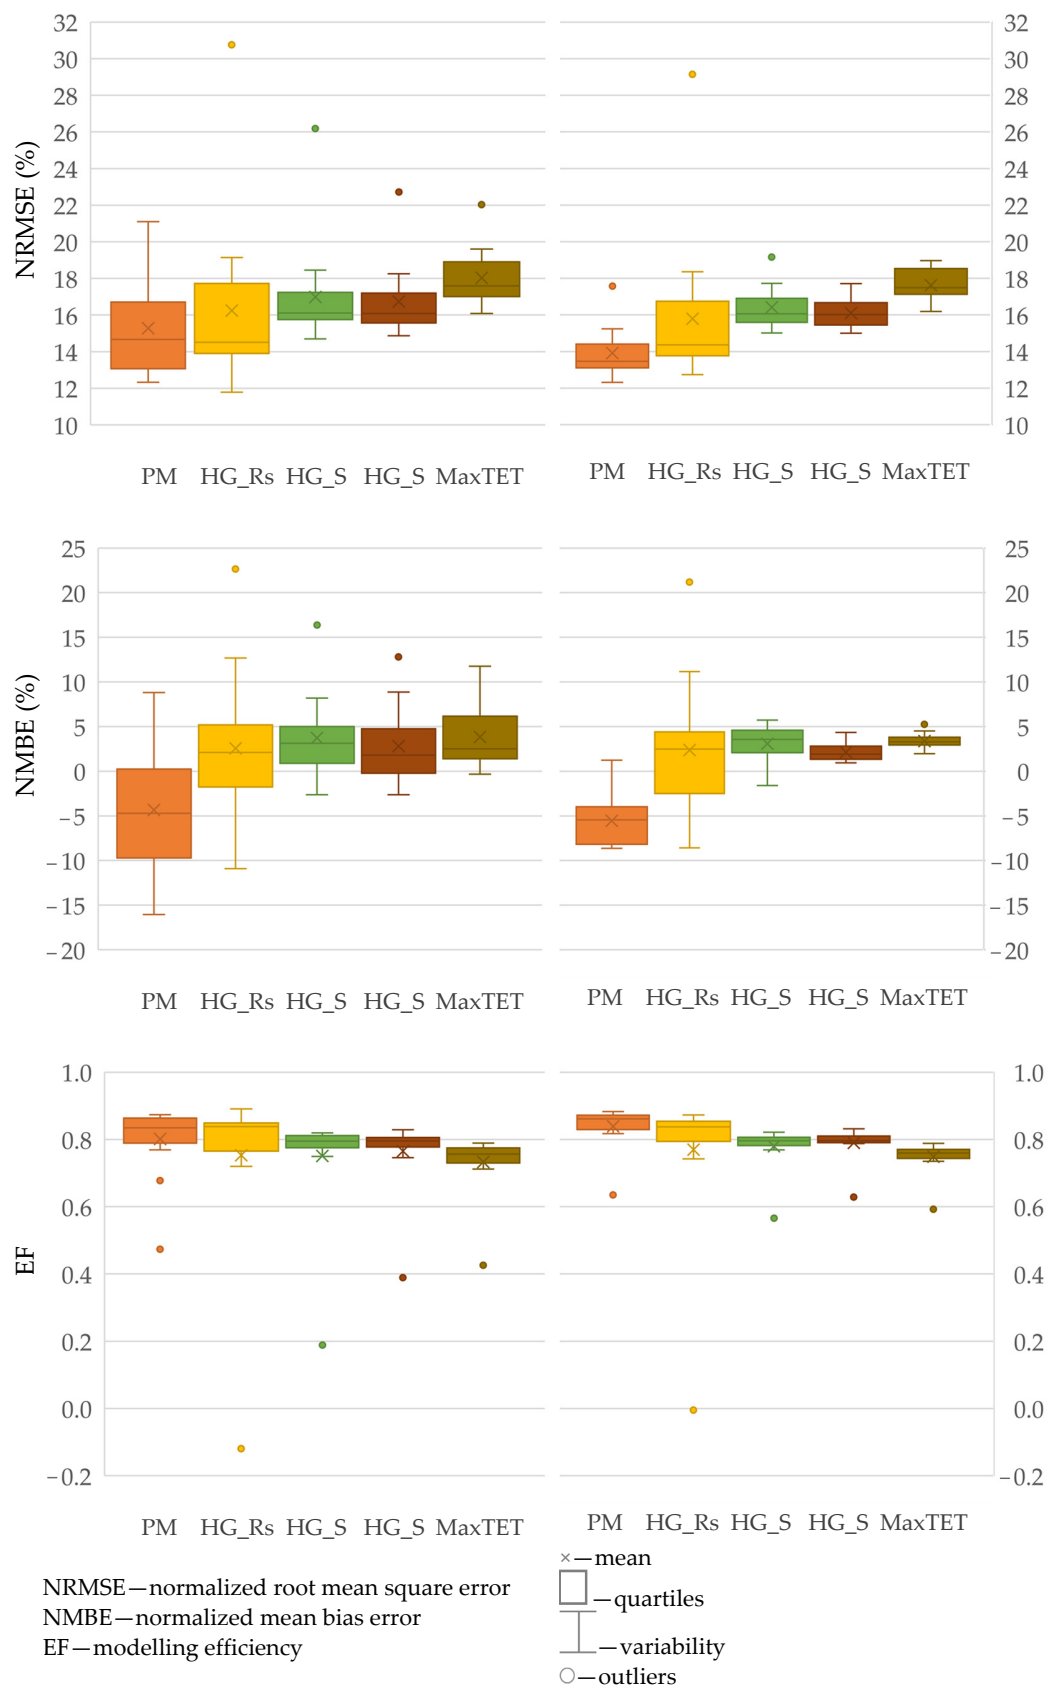 32 32
30 30
28 28
26 26
24 24
22 22
20 20
18 18
16 16
14 14
12 12
10 10
NRMSE (%)
PM HG_Rs HG_S HG_S MaxTET PM HG_Rs HG_S HG_S MaxTET
25 25
20 20
15 15
10 10
5 5
0 0
−5 −5
−10 −10
−15 −15
−20 −20
NMBE (%)
PM HG_Rs HG_S HG_S MaxTET PM HG_Rs HG_S HG_S MaxTET
1.0 1.0
0.8 0.8
0.6 0.6
0.4 0.4
0.2 0.2
0.0 0.0
−0.2 −0.2
EF
PM HG_Rs HG_S HG_S MaxTET PM HG_Rs HG_S HG_S MaxTET
NRMSE—normalized root mean square error
NMBE—normalized mean bias error
EF—modelling efficiency
×—mean
—quartiles
—variability
—outliers